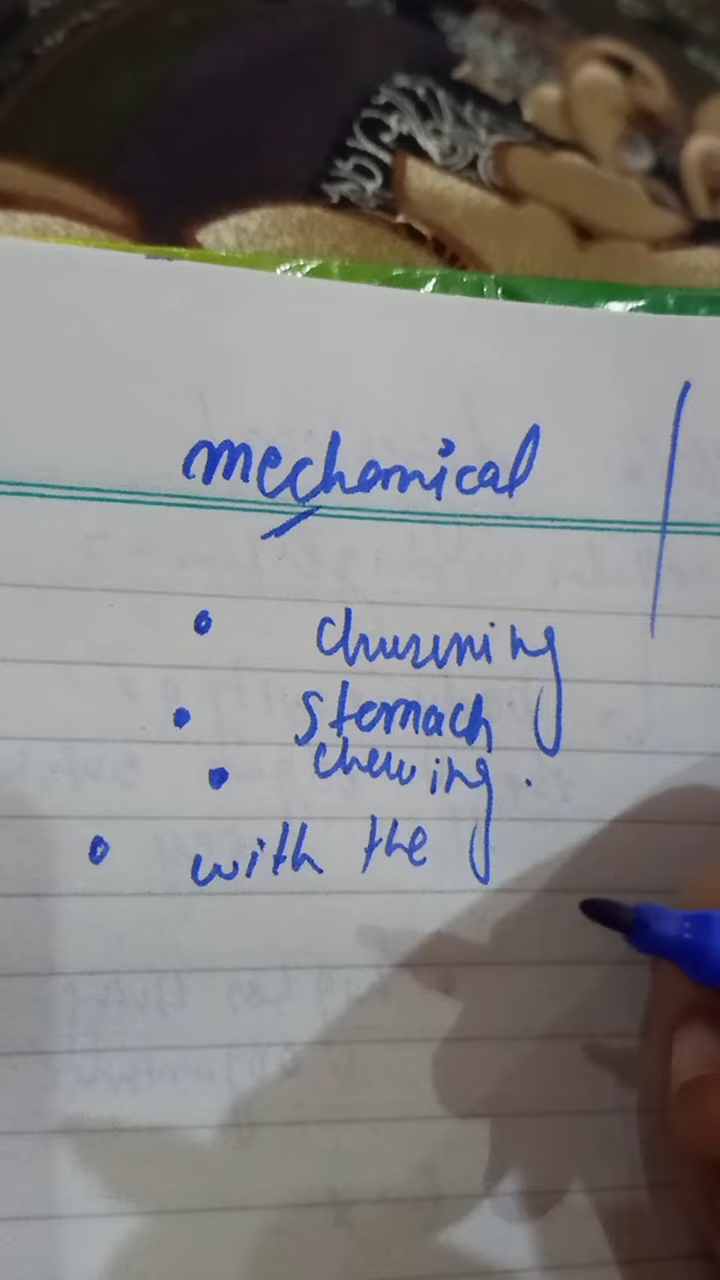 mechanical
• churning
• stomach
• chewing.
• with the